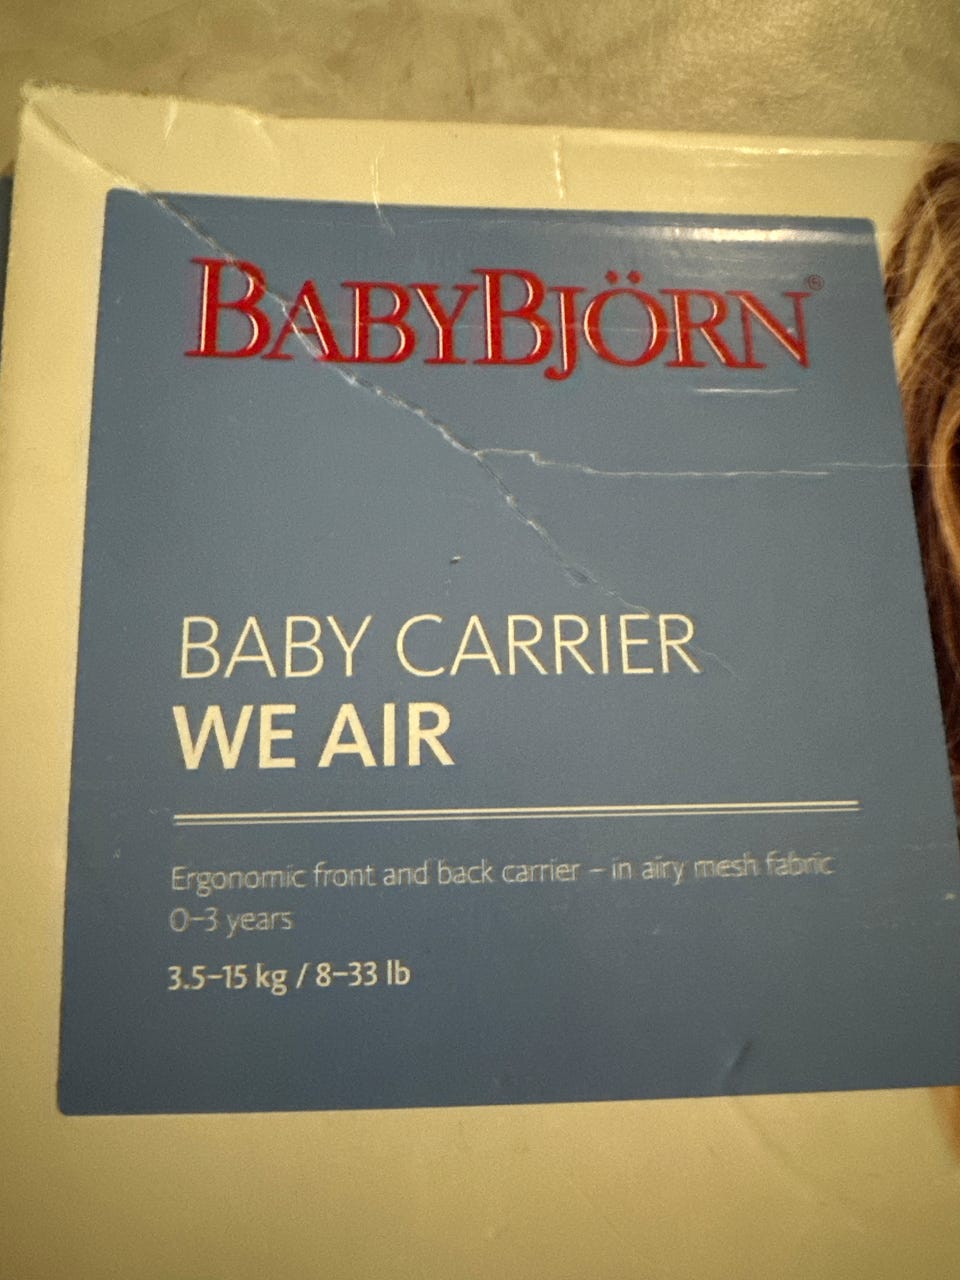 BABYBJÖRN®
BABY CARRIER
WE AIR
Ergonomic front and back carrier – in airy mesh fabric
0–3 years
3.5–15 kg / 8–33 lb